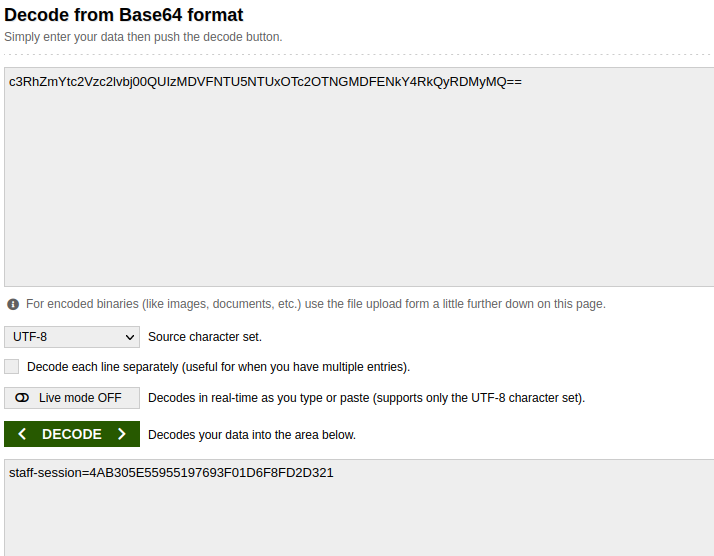 Decode from Base64 format
Simply enter your data then push the decode button.
c3RhZmYtc2Vzc2lvbj00QUIzMDVFNTU5NTUxOTc2OTNGMDFENkY4RkQyRDMyMQ==
For encoded binaries (like images, documents, etc.) use the file upload form a little further down on this page.
UTF-8 Source character set.
Decode each line separately (useful for when you have multiple entries).
Live mode OFF Decodes in real-time as you type or paste (supports only the UTF-8 character set).
< DECODE > Decodes your data into the area below.
staff-session=4AB305E55955197693F01D6F8FD2D321